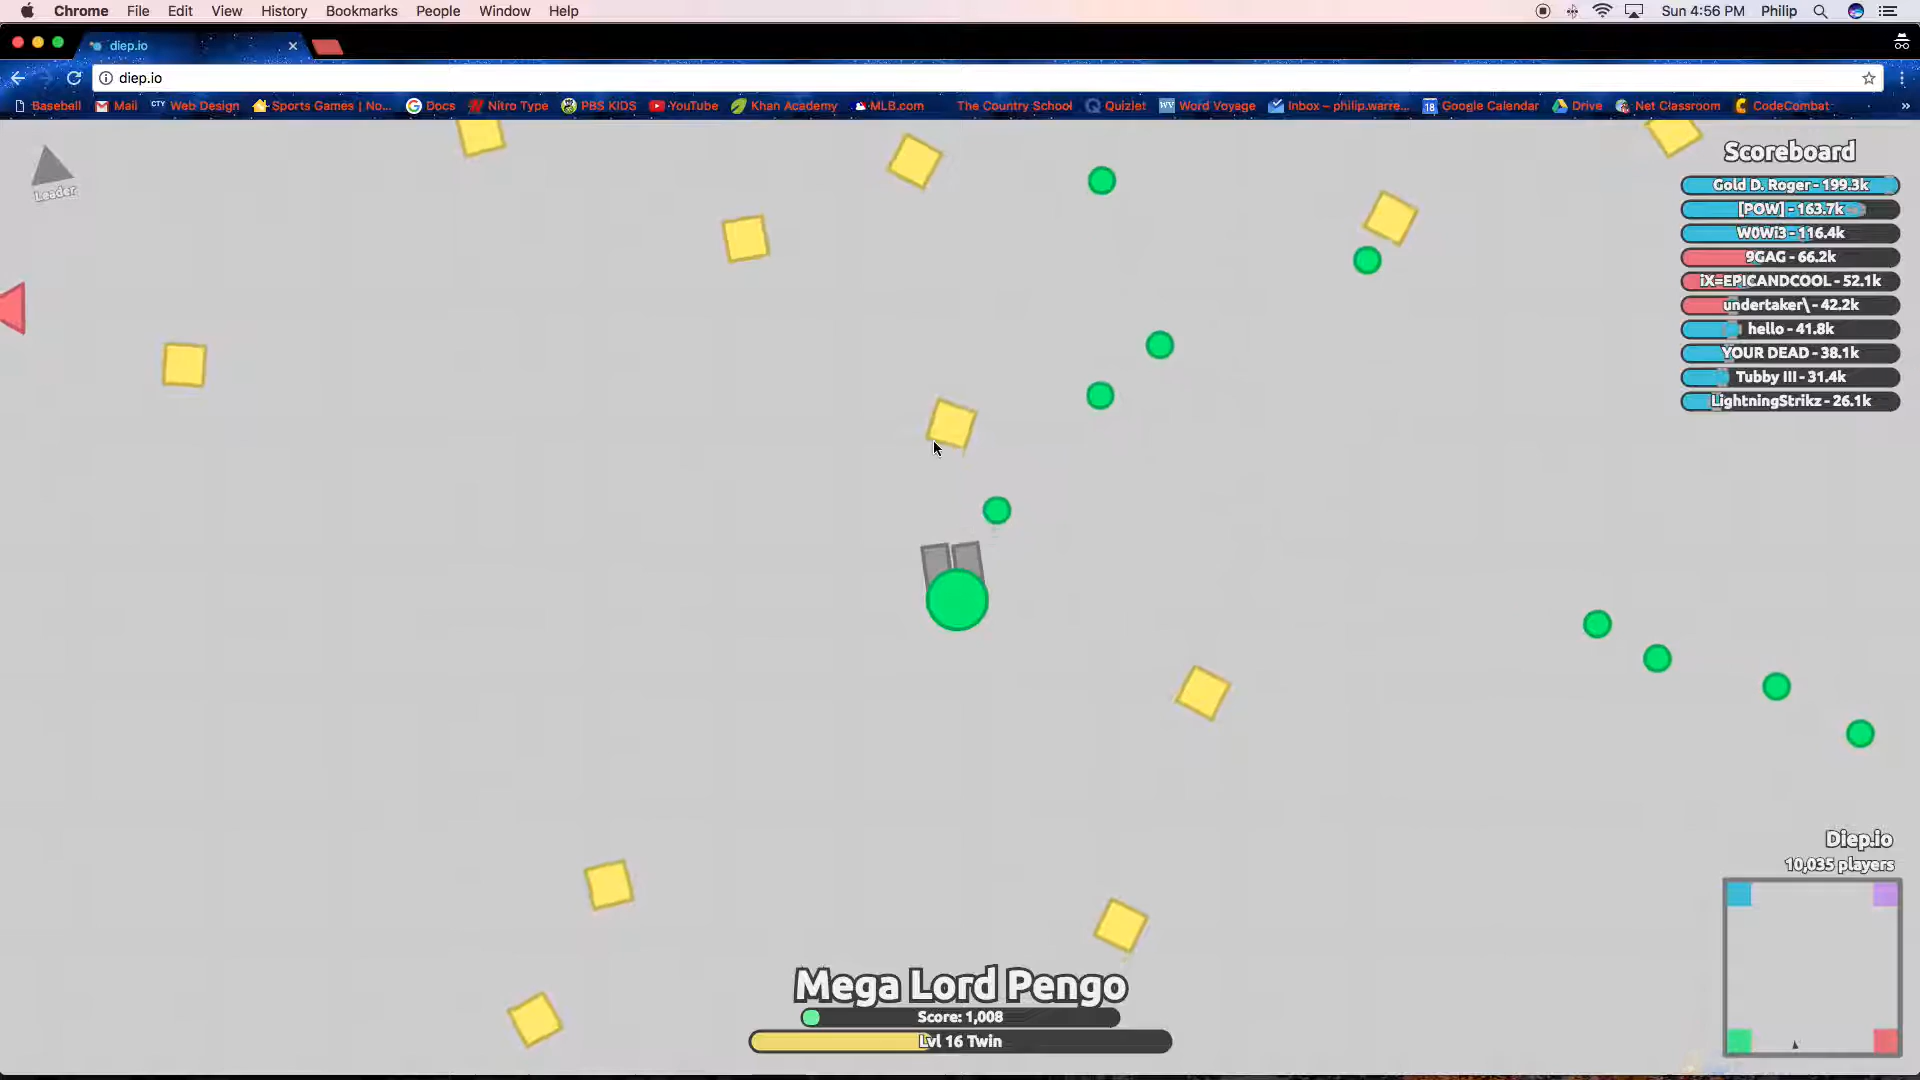 Chrome File Edit View History Bookmarks People Window Help Sun 4:56 PM Philip
diep.io
diep.io
Baseball Mail CTY Web Design Sports Games | No... Docs Nitro Type PBS KIDS YouTube Khan Academy MLB.com The Country School Quizlet WV Word Voyage Inbox – philip.warre... 18 Google Calendar Drive Net Classroom CodeCombat »
Leader
Scoreboard
Gold D. Roger - 199.3k
[POW] - 163.7k
W0Wi3 - 116.4k
9GAG - 66.2k
iX=EPICANDCOOL - 52.1k
undertaker\ - 42.2k
hello - 41.8k
YOUR DEAD - 38.1k
Tubby III - 31.4k
LightningStrikz - 26.1k
Diep.io
10,035 players
Mega Lord Pengo
Score: 1,008
Lvl 16 Twin